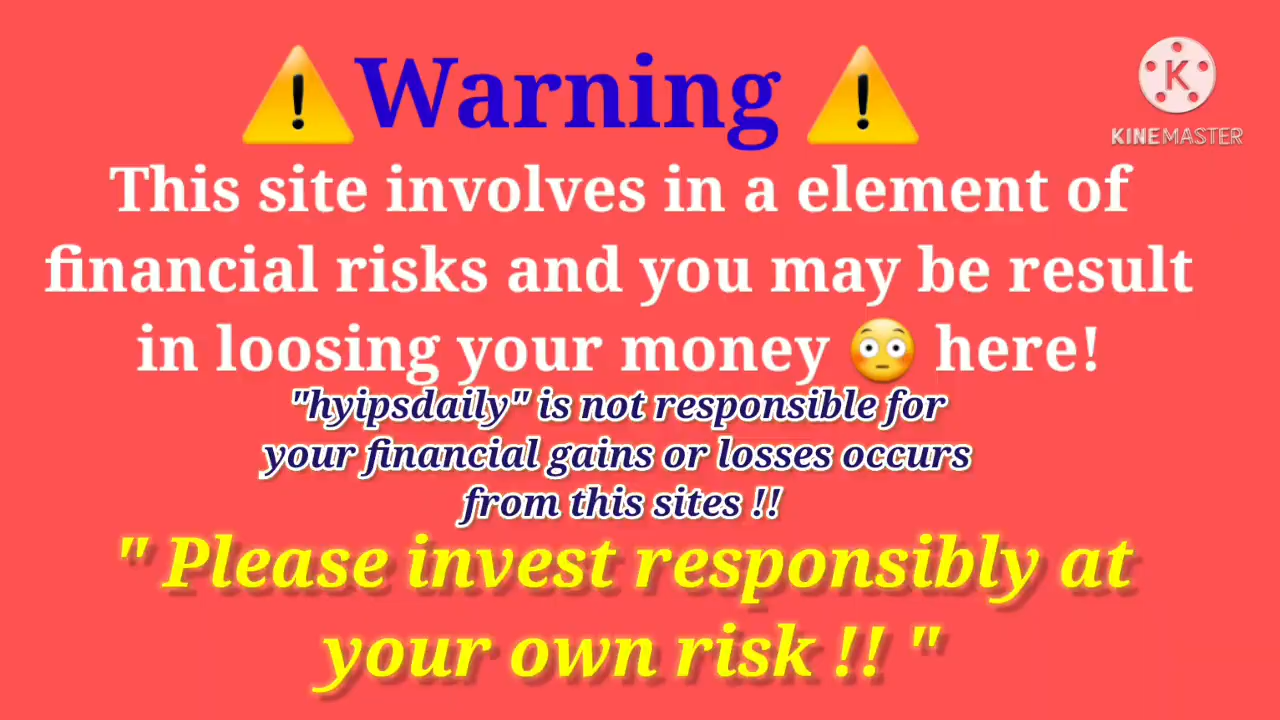 ⚠️Warning ⚠️
KINEMASTER
This site involves in a element of
financial risks and you may be result
in loosing your money 😳 here!
"hyipsdaily" is not responsible for
your financial gains or losses occurs
from this sites !!
" Please invest responsibly at
your own risk !! "